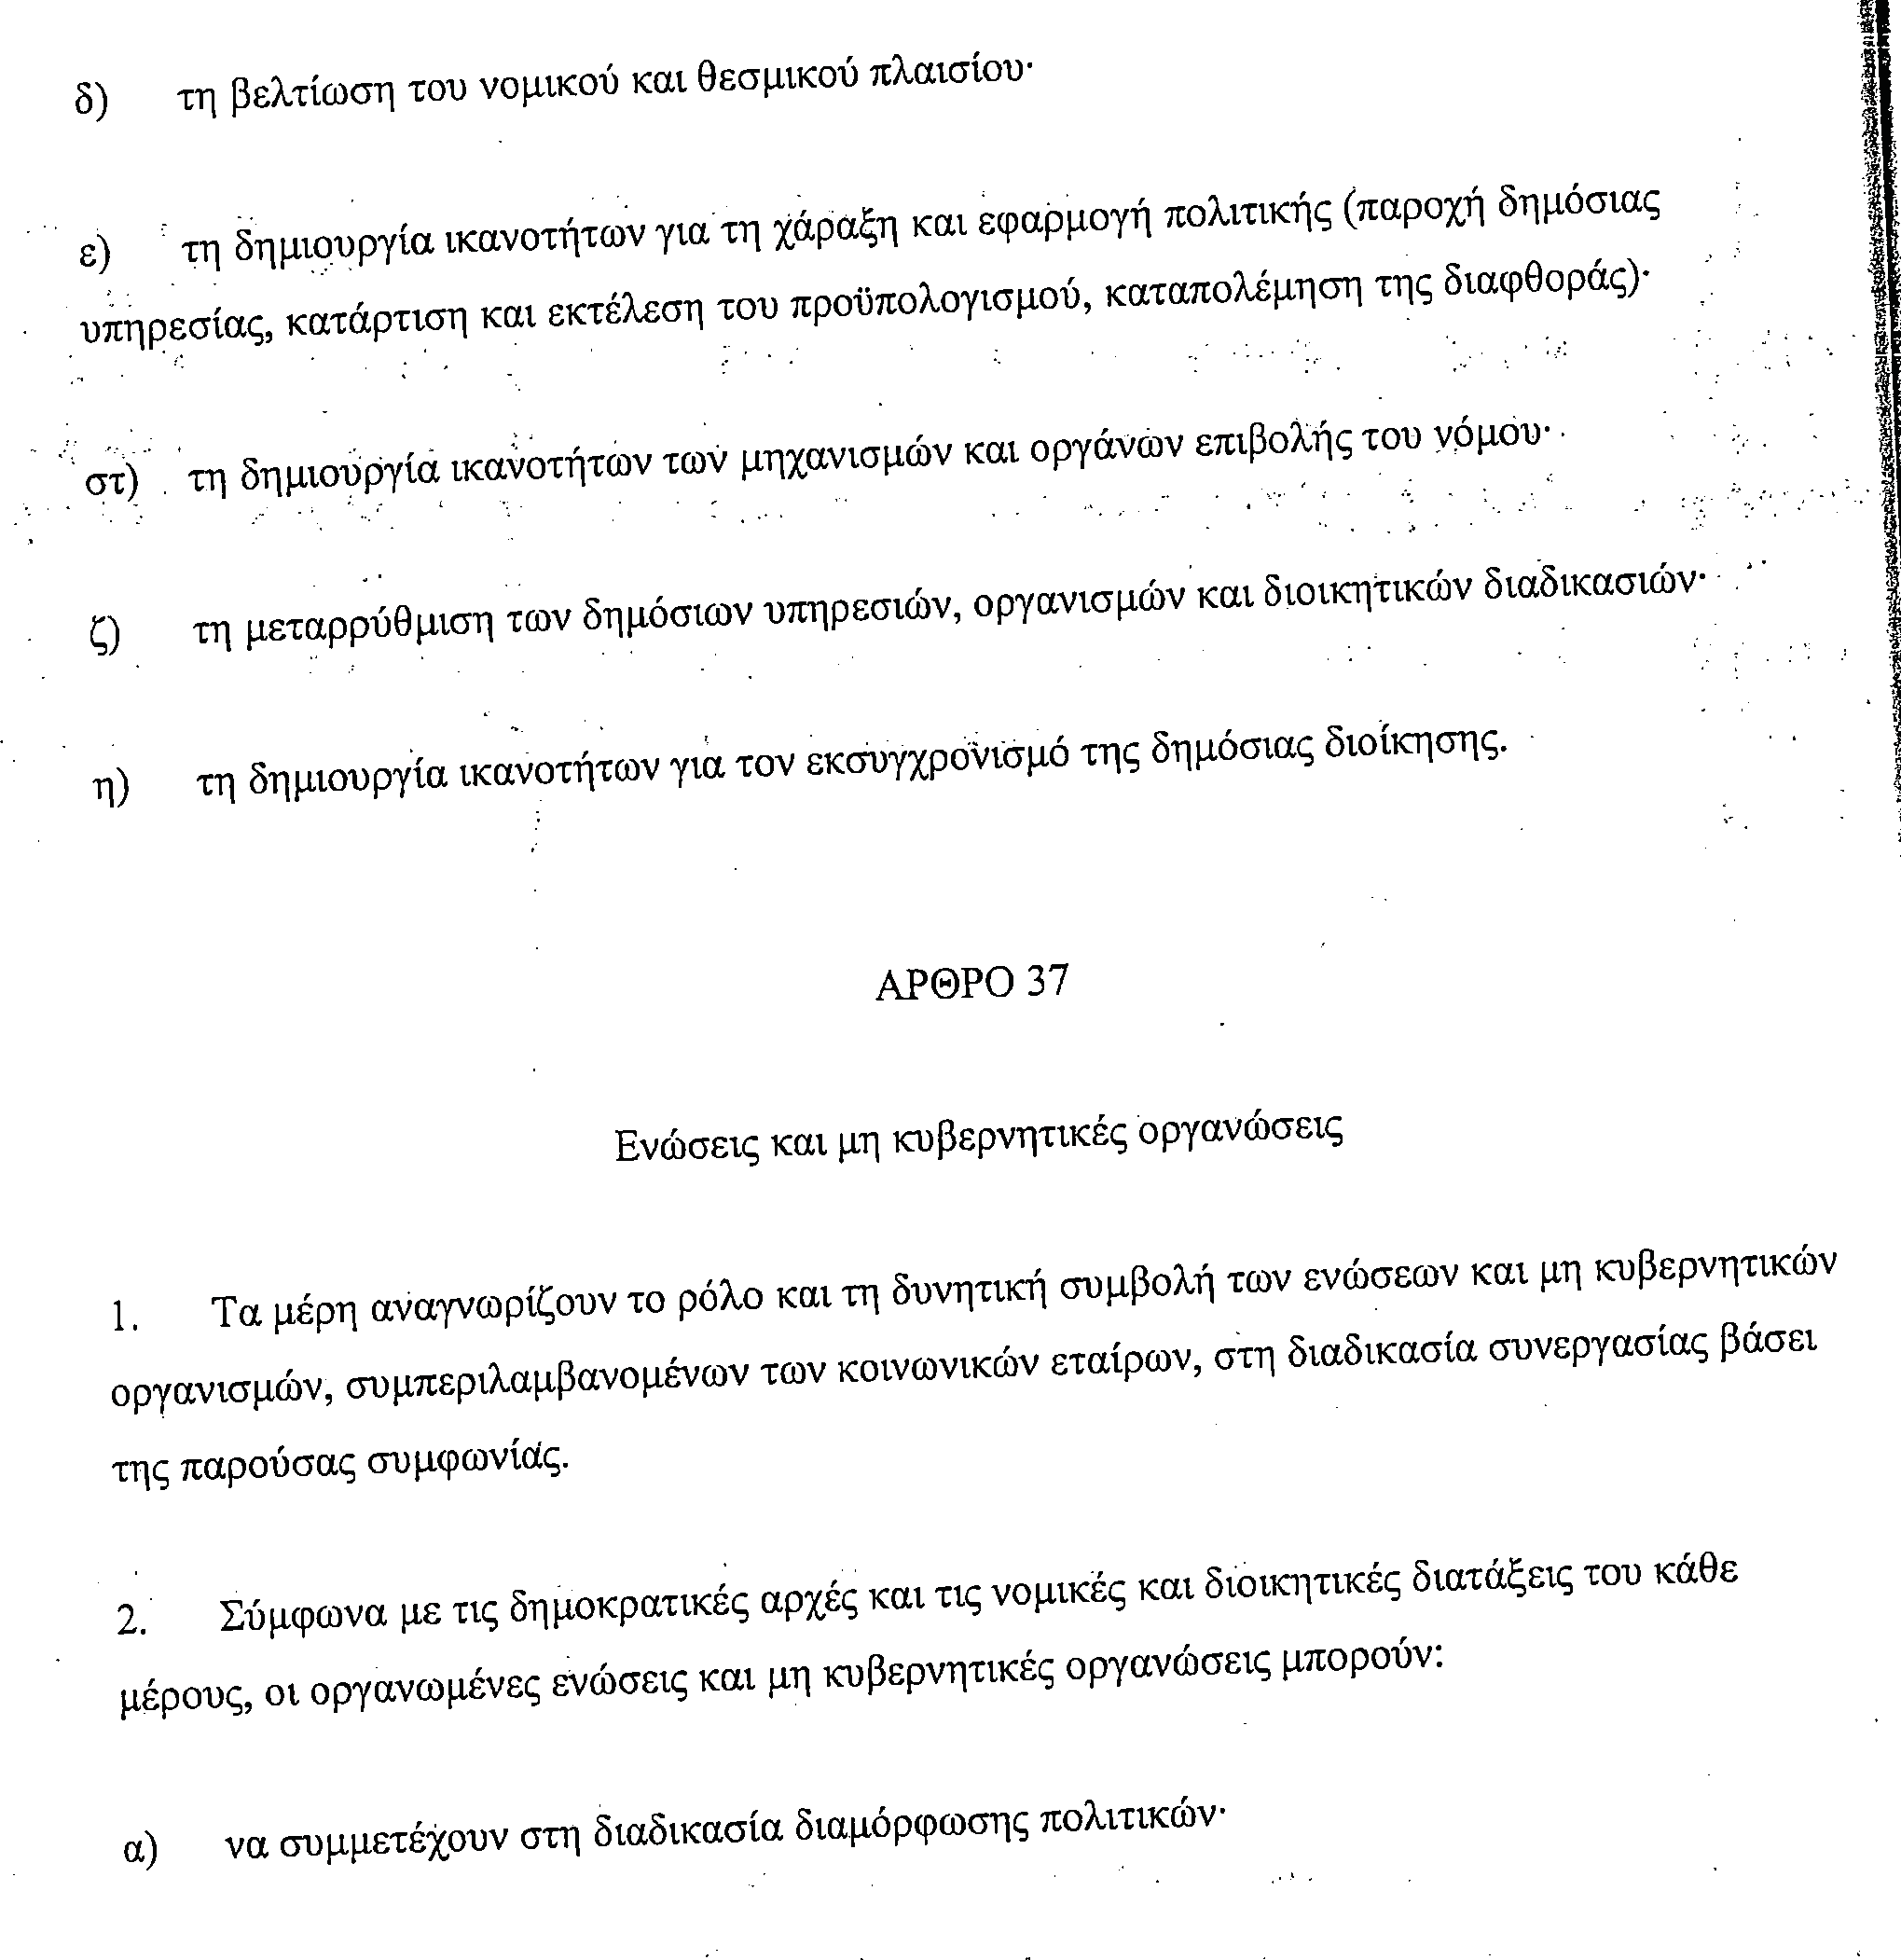 δ) τη βελτίωση του νομικού και θεσμικού πλαισίου·
ε) τη δημιουργία ικανοτήτων για τη χάραξη και εφαρμογή πολιτικής (παροχή δημόσιας
υπηρεσίας, κατάρτιση και εκτέλεση του προϋπολογισμού, καταπολέμηση της διαφθοράς)·
στ) τη δημιουργία ικανοτήτων των μηχανισμών και οργάνων επιβολής του νόμου·
ζ) τη μεταρρύθμιση των δημόσιων υπηρεσιών, οργανισμών και διοικητικών διαδικασιών·
η) τη δημιουργία ικανοτήτων για τον εκσυγχρονισμό της δημόσιας διοίκησης.
ΑΡΘΡΟ 37
Ενώσεις και μη κυβερνητικές οργανώσεις
1. Τα μέρη αναγνωρίζουν το ρόλο και τη δυνητική συμβολή των ενώσεων και μη κυβερνητικών
οργανισμών, συμπεριλαμβανομένων των κοινωνικών εταίρων, στη διαδικασία συνεργασίας βάσει
της παρούσας συμφωνίας.
2. Σύμφωνα με τις δημοκρατικές αρχές και τις νομικές και διοικητικές διατάξεις του κάθε
μέρους, οι οργανωμένες ενώσεις και μη κυβερνητικές οργανώσεις μπορούν:
α) να συμμετέχουν στη διαδικασία διαμόρφωσης πολιτικών·